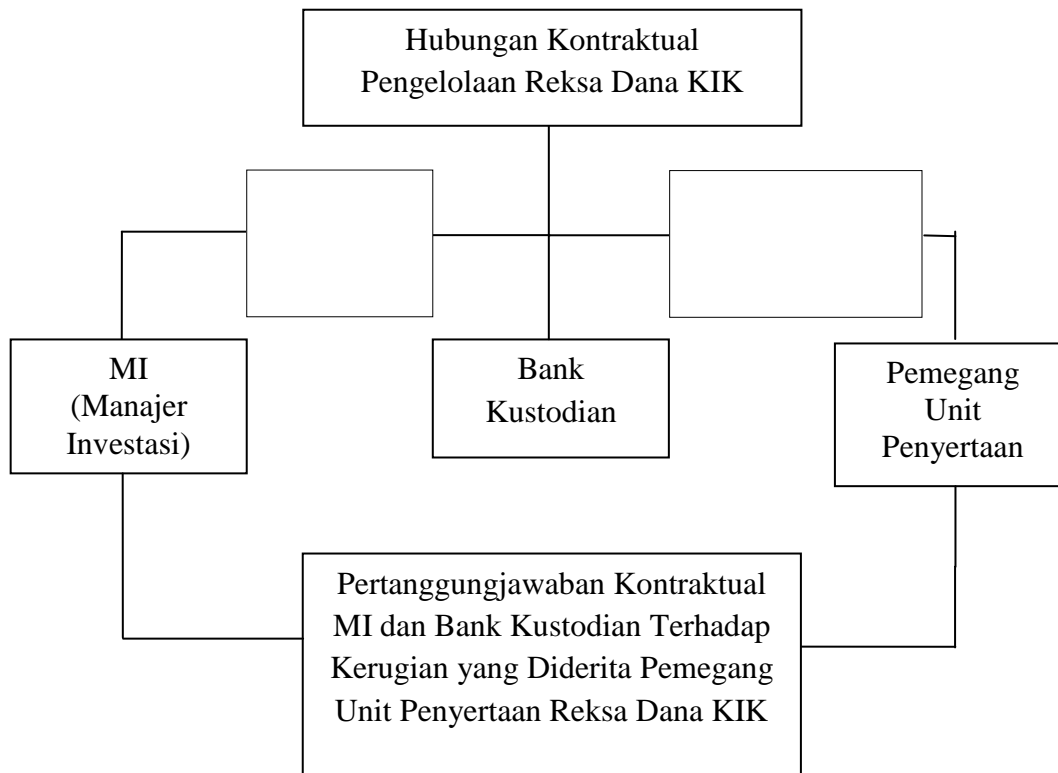 Hubungan Kontraktual
Pengelolaan Reksa Dana KIK
MI
(Manajer
Investasi)
Bank
Kustodian
Pemegang
Unit
Penyertaan
Pertanggungjawaban Kontraktual
MI dan Bank Kustodian Terhadap
Kerugian yang Diderita Pemegang
Unit Penyertaan Reksa Dana KIK